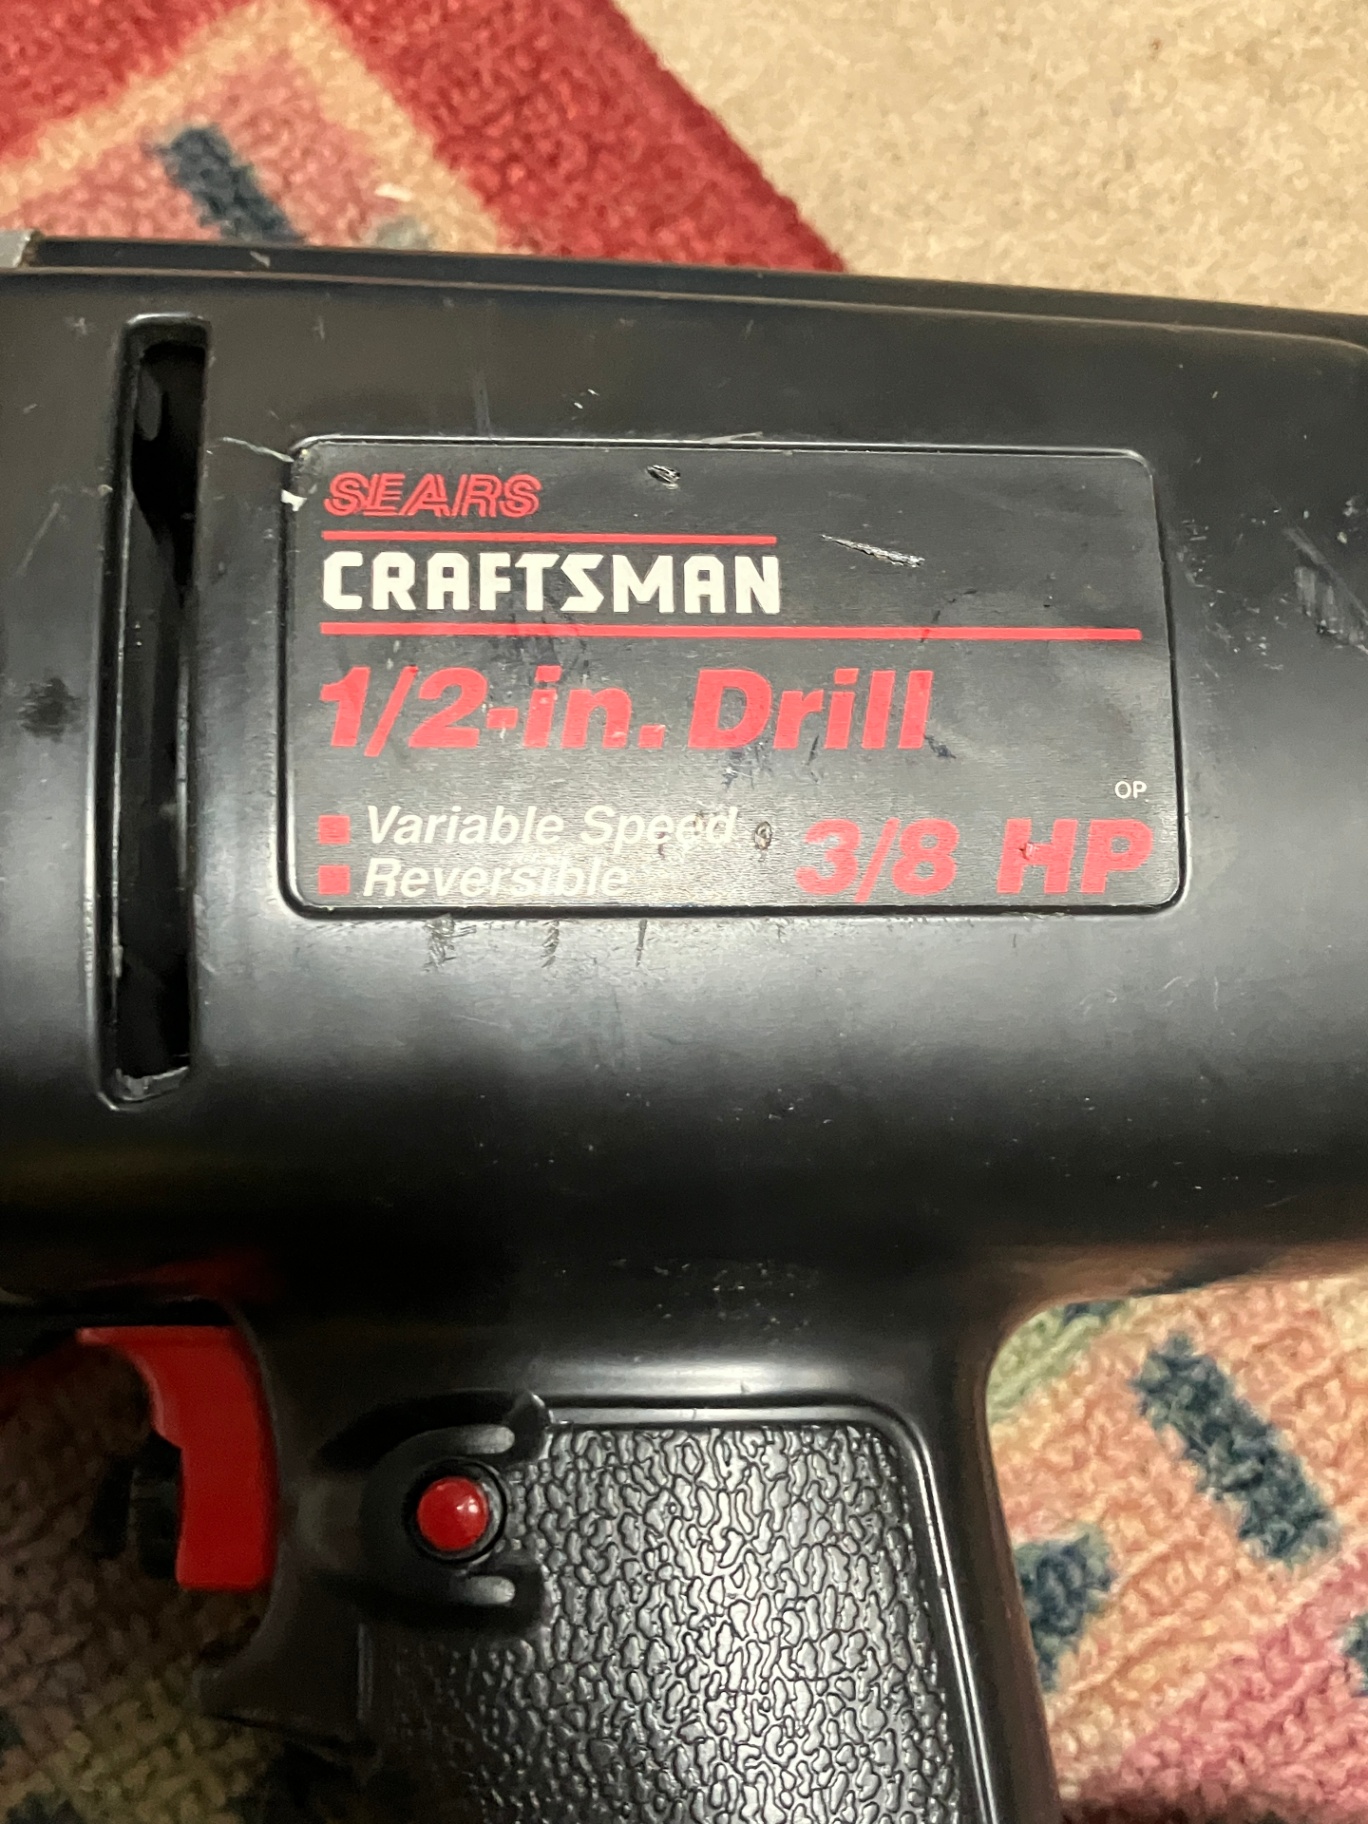 SEARS
CRAFTSMAN
1/2-in. Drill
OP
Variable Speed
Reversible
3/8 HP